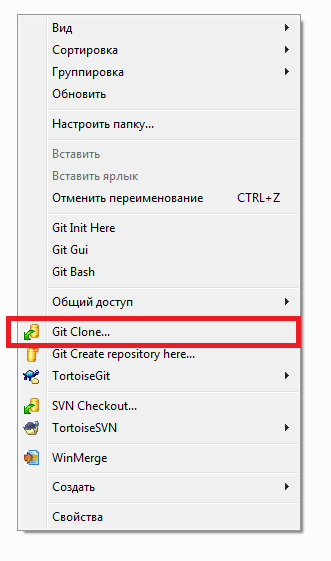 Вид
Сортировка
Группировка
Обновить
Настроить папку...
Вставить
Вставить ярлык
Отменить переименование CTRL+Z
Git Init Here
Git Gui
Git Bash
Общий доступ
Git Clone...
Git Create repository here...
TortoiseGit
SVN Checkout...
TortoiseSVN
WinMerge
Создать
Свойства